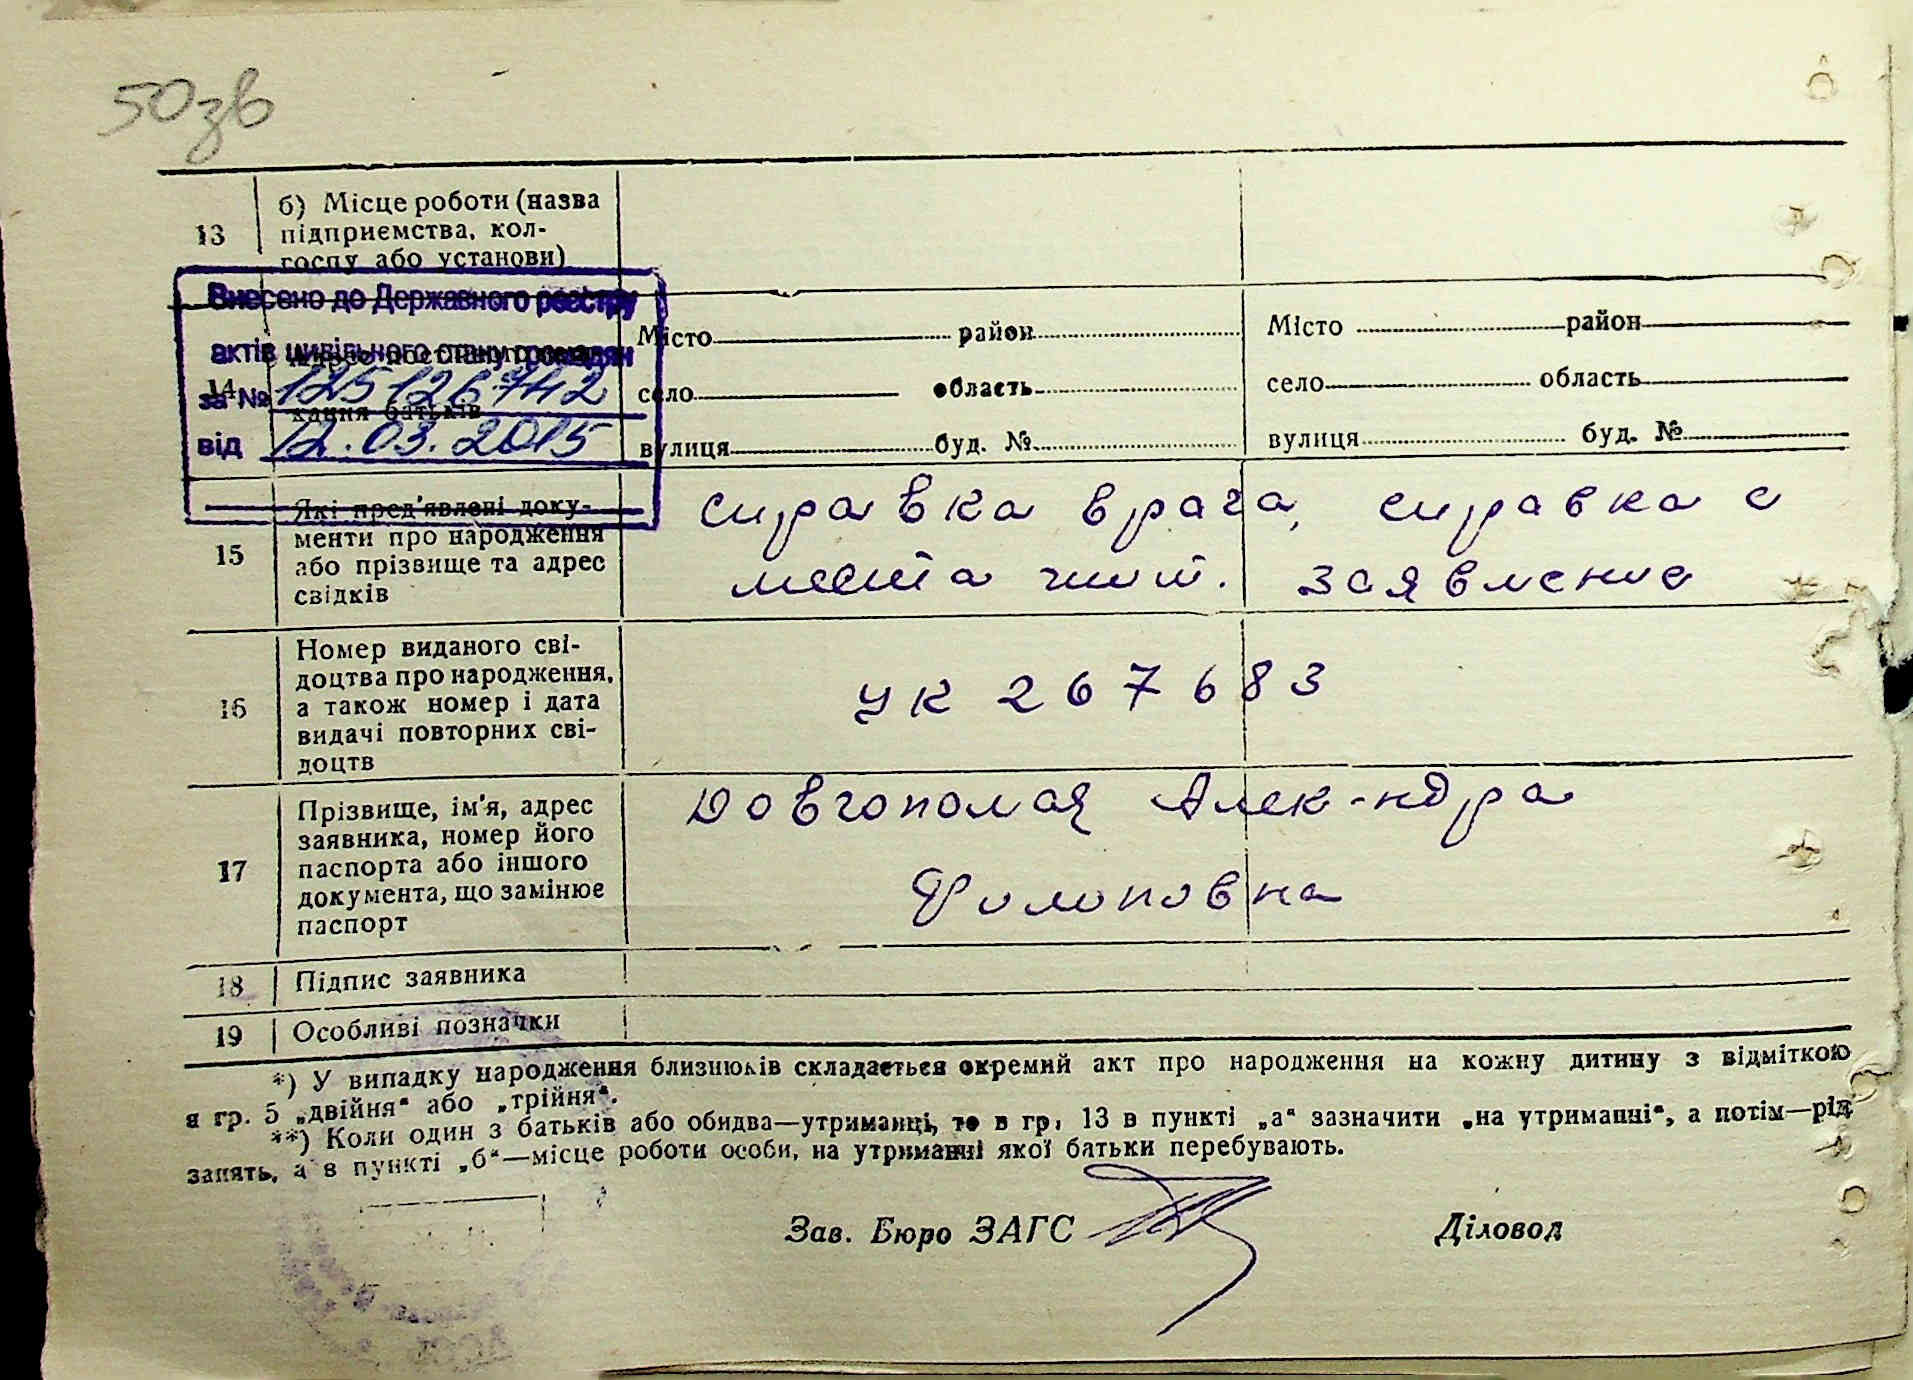 50зв
13
б) Місце роботи (назва
підприємства, кол-
госпу або установи)
Внесено до Державного реєстру
актів цивільного стану громадян
за № 1251267742
від 12.03.2015
14
кання батьків
Місто район
село область
вулиця буд. №
Місто район
село область
вулиця буд. №
15
Які пред'явлені доку-
менти про народження
або прізвище та адрес
свідків
справка врача, справка с
места жит. заявление
16
Номер виданого сві-
доцтва про народження,
а також номер і дата
видачі повторних сві-
доцтв
УК 267683
17
Прізвище, ім'я, адрес
заявника, номер його
паспорта або іншого
документа, що замінює
паспорт
Довгополая Алек-ндра
Филиповна
18 Підпис заявника
19 Особливі позначки
*) У випадку народження близнюків складається окремий акт про народження на кожну дитину з відміткою
я гр. 5 „двійня“ або „трійня“.
**) Коли один з батьків або обидва—утриманці, то в гр. 13 в пункті „а“ зазначити „на утриманні“, а потім—рід
занять, а в пункті „б“—місце роботи особи, на утриманні якої батьки перебувають.
Зав. Бюро ЗАГС
Діловод